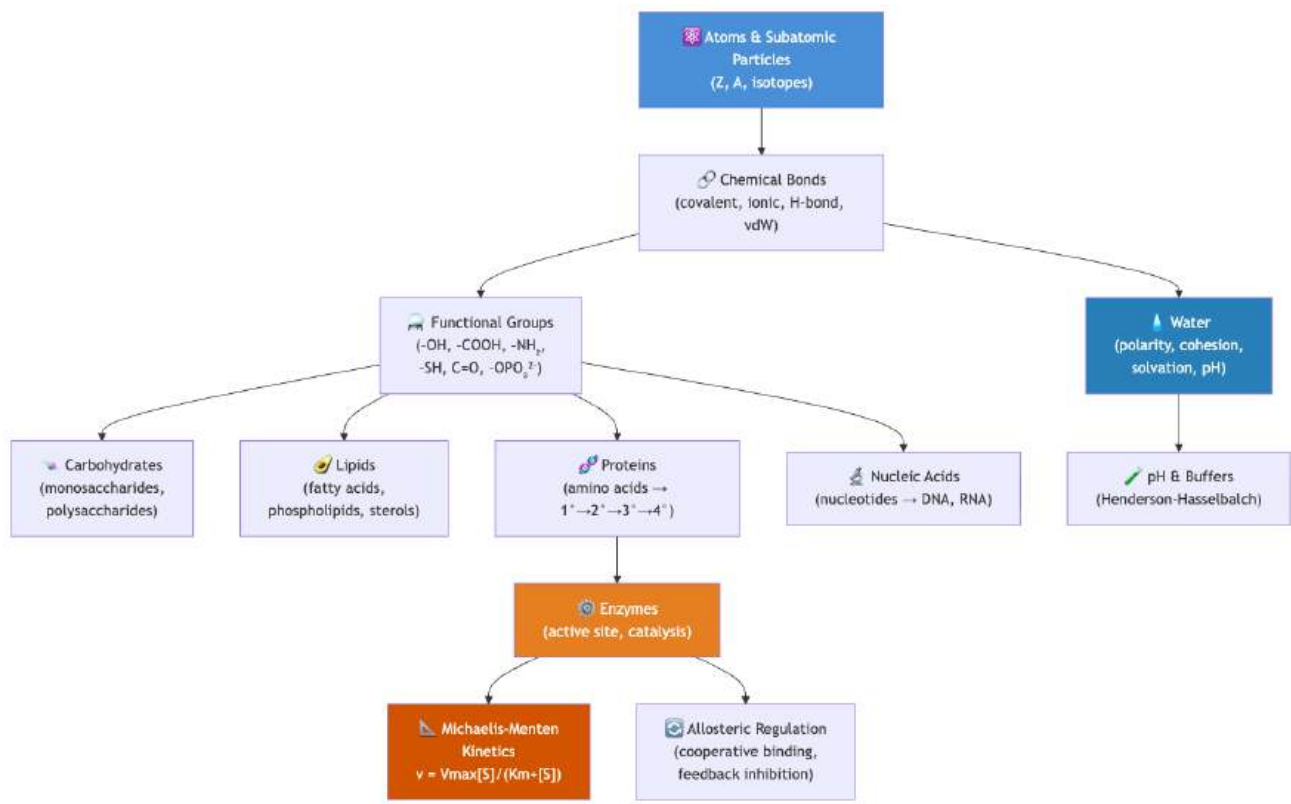 ⚛️ Atoms & Subatomic
Particles
(Z, A, isotopes)
🔗 Chemical Bonds
(covalent, ionic, H-bond,
vdW)
Functional Groups
(-OH, -COOH, -NH₂,
-SH, C=O, -OPO₃²⁻)
💧 Water
(polarity, cohesion,
solvation, pH)
Carbohydrates
(monosaccharides,
polysaccharides)
🥑 Lipids
(fatty acids,
phospholipids, sterols)
🧬 Proteins
(amino acids →
1°→2°→3°→4°)
🔬 Nucleic Acids
(nucleotides → DNA, RNA)
🧪 pH & Buffers
(Henderson-Hasselbalch)
⚙️ Enzymes
(active site, catalysis)
📐 Michaelis-Menten
Kinetics
v = Vmax[S]/(Km+[S])
🔄 Allosteric Regulation
(cooperative binding,
feedback inhibition)